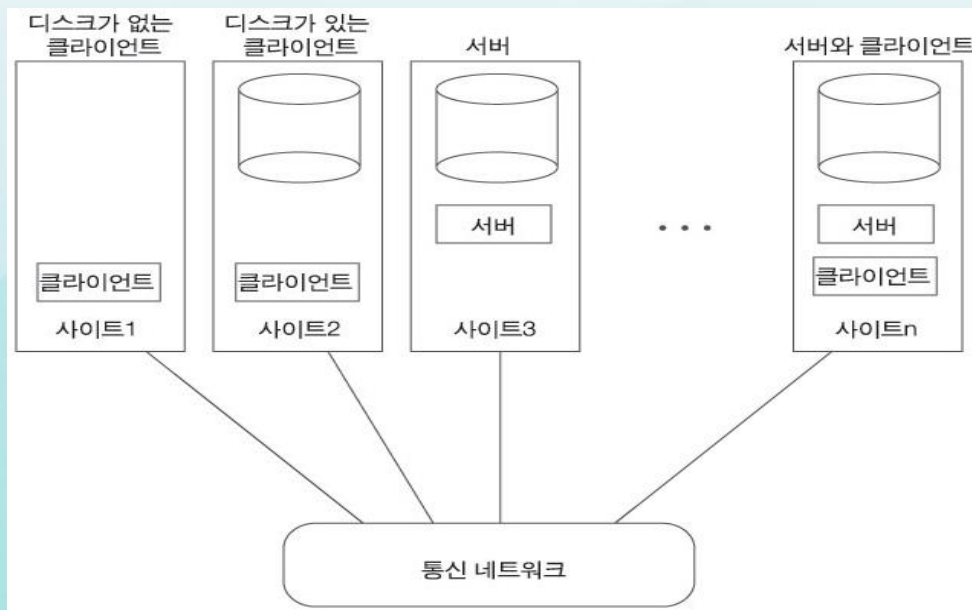 디스크가 없는
클라이언트
디스크가 있는
클라이언트
서버
서버와 클라이언트
서버
서버
클라이언트
클라이언트
클라이언트
사이트1
사이트2
사이트3
사이트n
통신 네트워크